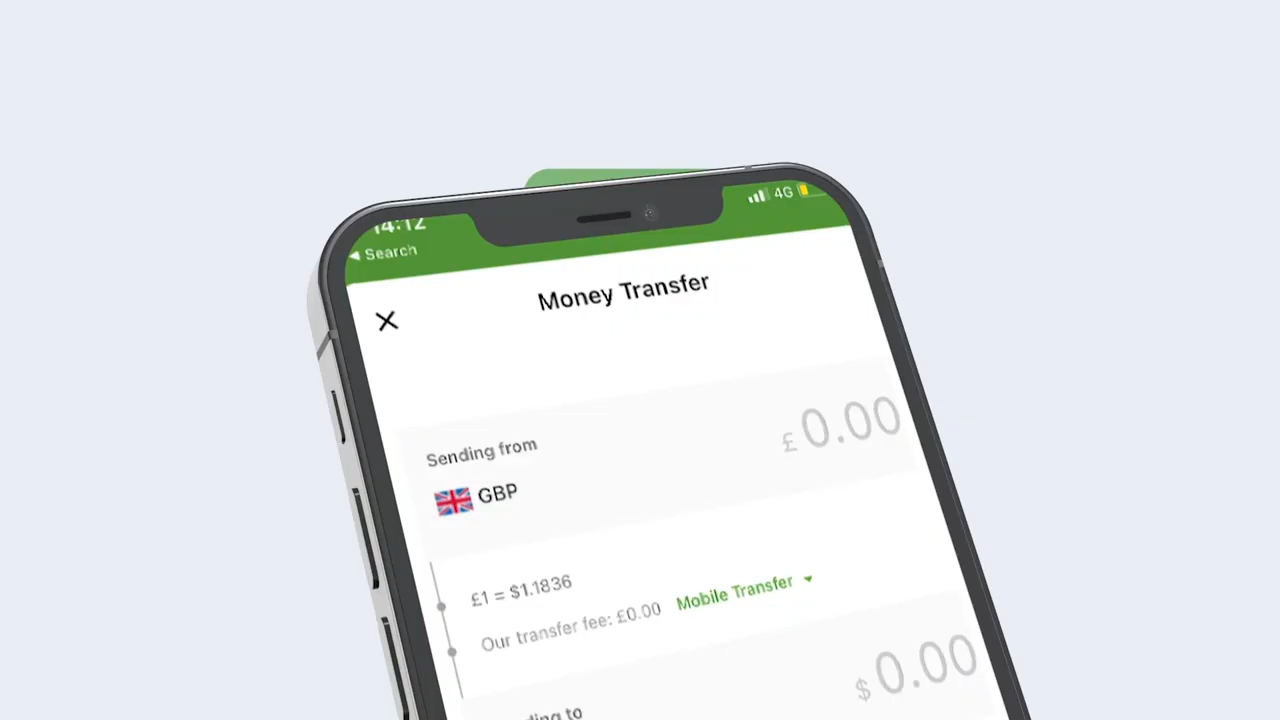 14:12
4G
◀ Search
Money Transfer
Sending from
£ 0.00
GBP
£1 = $1.1836
Our transfer fee: £0.00 Mobile Transfer
$ 0.00
to